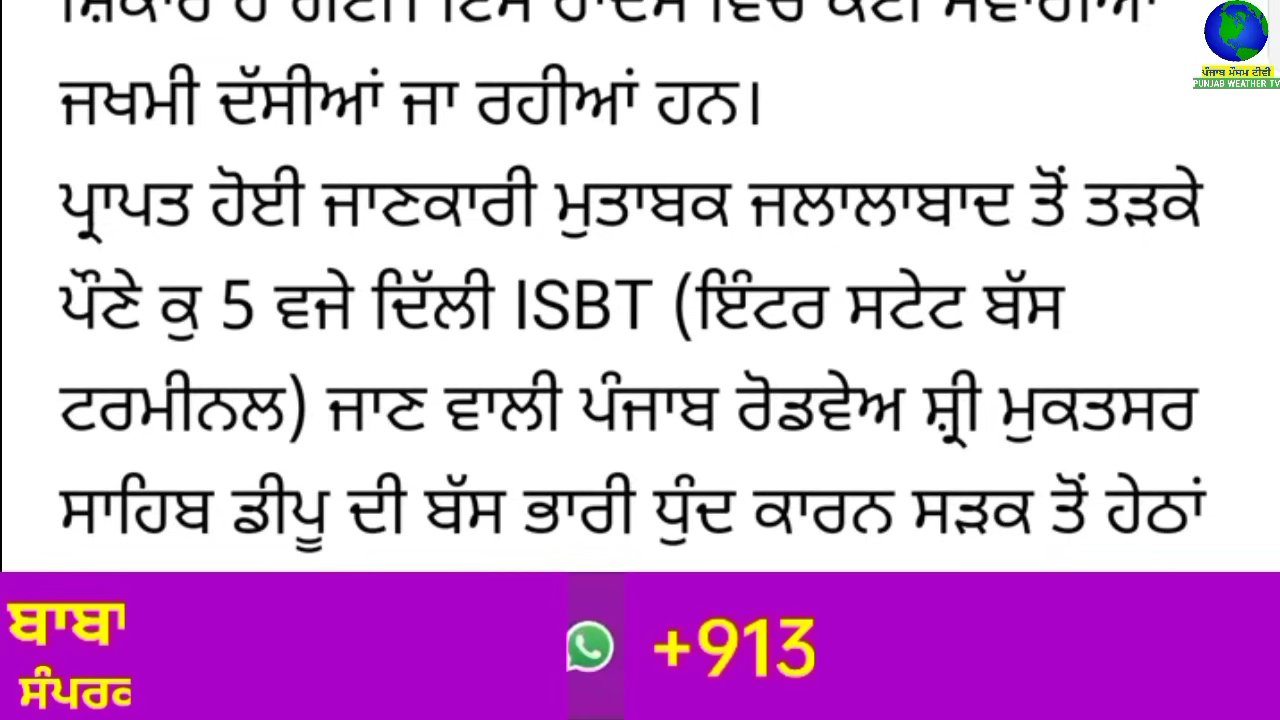 ਜਖਮੀ ਦੱਸੀਆਂ ਜਾ ਰਹੀਆਂ ਹਨ।
ਪ੍ਰਾਪਤ ਹੋਈ ਜਾਣਕਾਰੀ ਮੁਤਾਬਕ ਜਲਾਲਾਬਾਦ ਤੋਂ ਤੜਕੇ
ਪੌਣੇ ਕੁ 5 ਵਜੇ ਦਿੱਲੀ ISBT (ਇੰਟਰ ਸਟੇਟ ਬੱਸ
ਟਰਮੀਨਲ) ਜਾਣ ਵਾਲੀ ਪੰਜਾਬ ਰੋਡਵੇਅ ਸ਼੍ਰੀ ਮੁਕਤਸਰ
ਸਾਹਿਬ ਡੀਪੂ ਦੀ ਬੱਸ ਭਾਰੀ ਧੁੰਦ ਕਾਰਨ ਸੜਕ ਤੋਂ ਹੇਠਾਂ
ਪੰਜਾਬ ਮੌਸਮ ਟੀਵੀ
PUNJAB WEATHER TV
ਬਾਬਾ
ਸੰਪਰਕ
+913